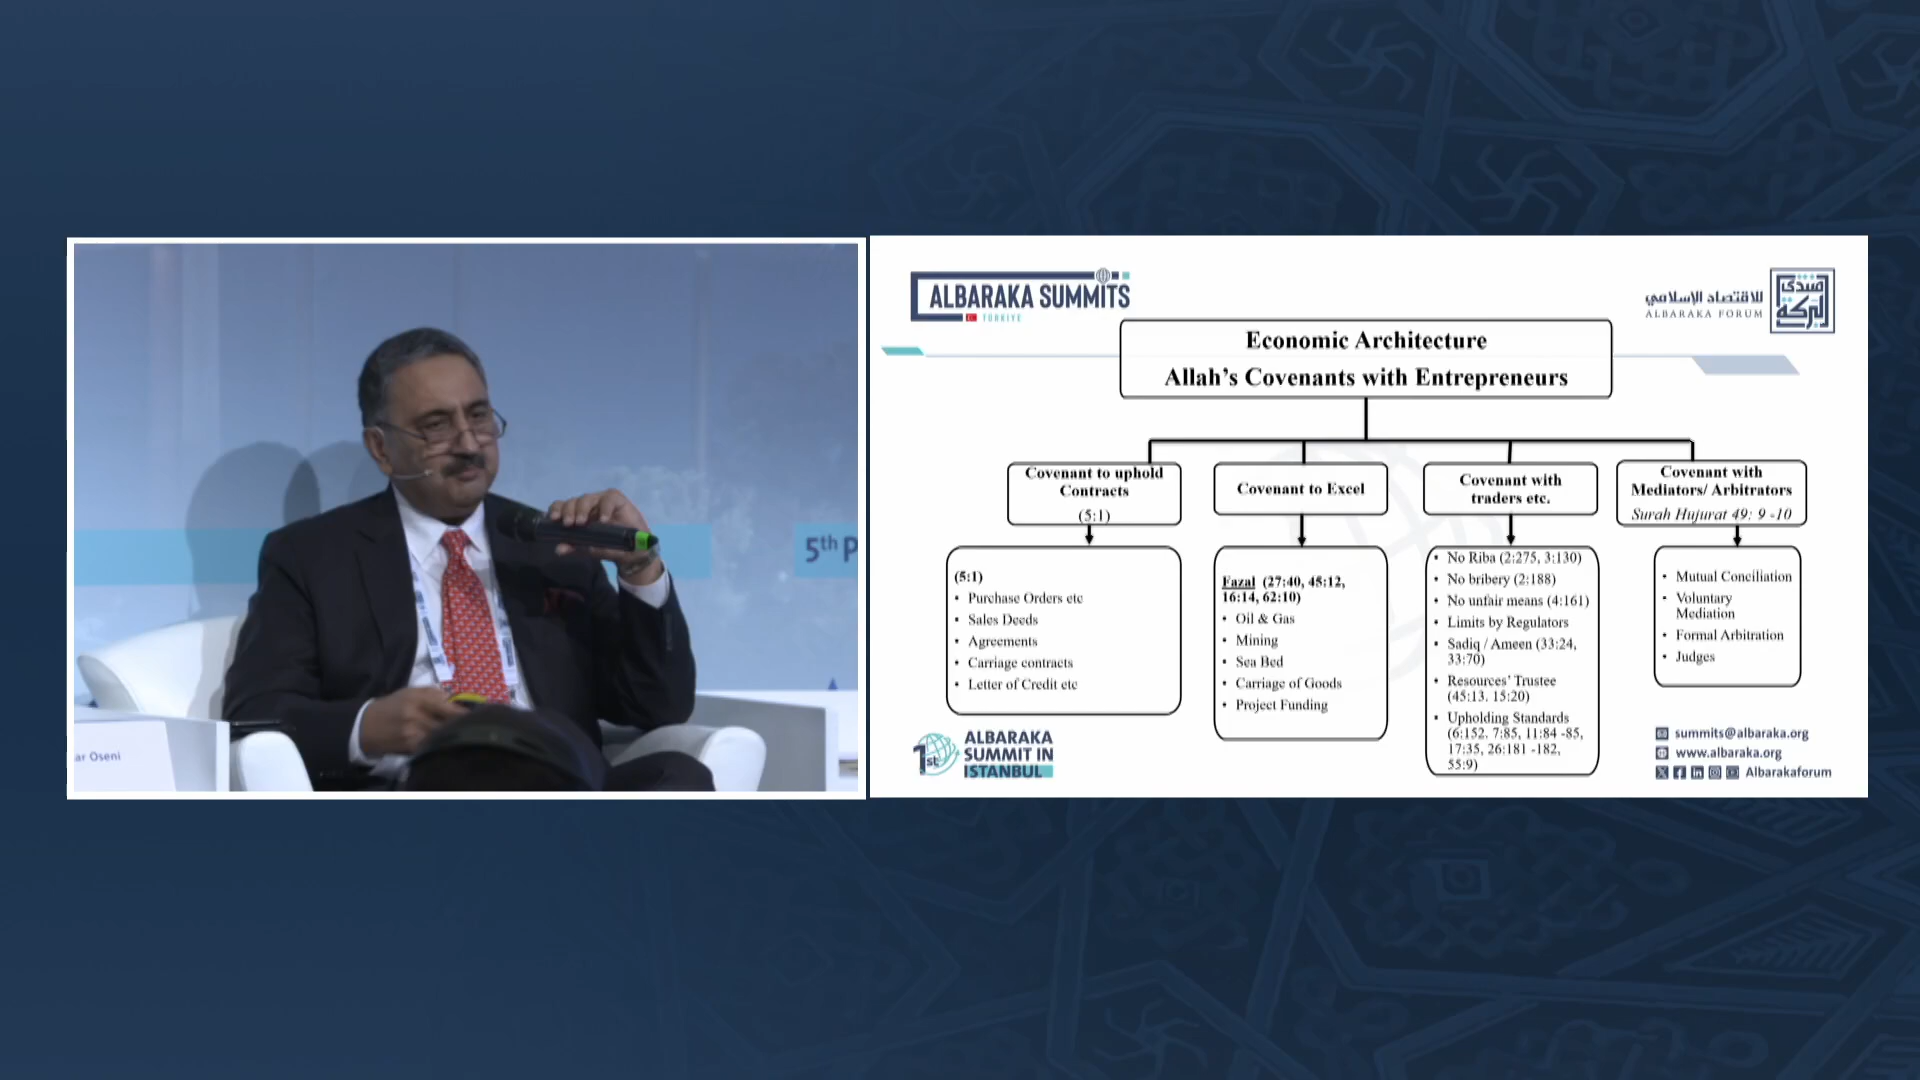 5th P
ar Oseni
ALBARAKA SUMMITS
TÜRKİYE
منتدى
البركة
للاقتصاد الإسلامي
ALBARAKA FORUM
Economic Architecture
Allah's Covenants with Entrepreneurs
Covenant to uphold
Contracts
(5:1)
(5:1)
• Purchase Orders etc
• Sales Deeds
• Agreements
• Carriage contracts
• Letter of Credit etc
Covenant to Excel
Fazal (27:40, 45:12,
16:14, 62:10)
• Oil & Gas
• Mining
• Sea Bed
• Carriage of Goods
• Project Funding
Covenant with
traders etc.
• No Riba (2:275, 3:130)
• No bribery (2:188)
• No unfair means (4:161)
• Limits by Regulators
• Sadiq / Ameen (33:24,
33:70)
• Resources' Trustee
(45:13. 15:20)
• Upholding Standards
(6:152. 7:85, 11:84 -85,
17:35, 26:181 -182,
55:9)
Covenant with
Mediators/ Arbitrators
Surah Hujurat 49: 9 -10
• Mutual Conciliation
• Voluntary
Mediation
• Formal Arbitration
• Judges
1st
ALBARAKA
SUMMIT IN
ISTANBUL
summits@albaraka.org
www.albaraka.org
Albarakaforum